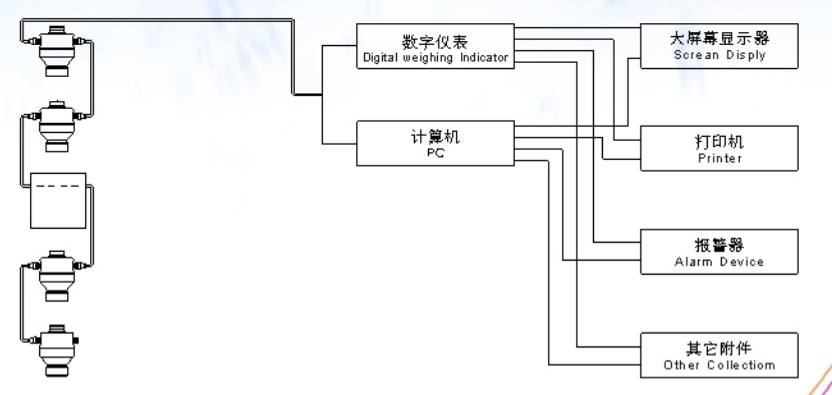 数字仪表
Digital weighing Indicator
大屏幕显示器
Screan Disply
计算机
PC
打印机
Printer
报警器
Alarm Device
其它附件
Other Collectiom